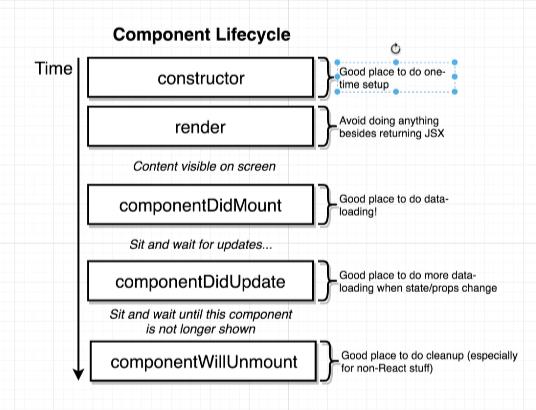 Component Lifecycle
Time
constructor
Good place to do one-
time setup
render
Avoid doing anything
besides returning JSX
Content visible on screen
componentDidMount
Good place to do data-
loading!
Sit and wait for updates...
componentDidUpdate
Good place to do more data-
loading when state/props change
Sit and wait until this component
is not longer shown
componentWillUnmount
Good place to do cleanup (especially
for non-React stuff)